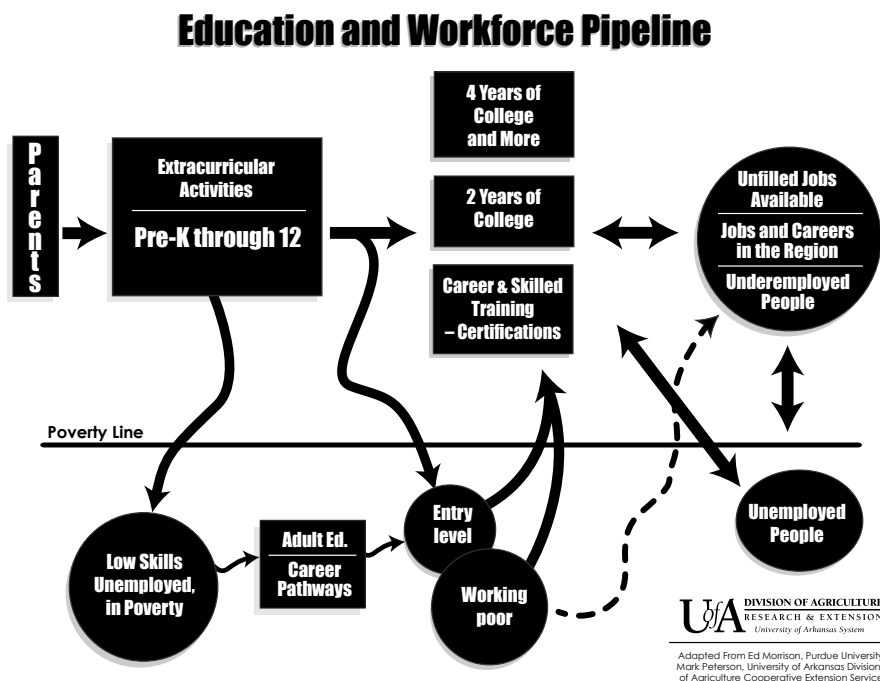 Education and Workforce Pipeline
Parents
Extracurricular
Activities
Pre-K through 12
4 Years of
College
and More
2 Years of
College
Career & Skilled
Training
– Certifications
Unfilled Jobs
Available
Jobs and Careers
in the Region
Underemployed
People
Poverty Line
Low Skills
Unemployed,
in Poverty
Adult Ed.
Career
Pathways
Entry
level
Working
poor
Unemployed
People
UofA
DIVISION OF AGRICULTURE
RESEARCH & EXTENSION
University of Arkansas System
Adapted From Ed Morrison, Purdue University
Mark Peterson, University of Arkansas Division
of Agriculture Cooperative Extension Service